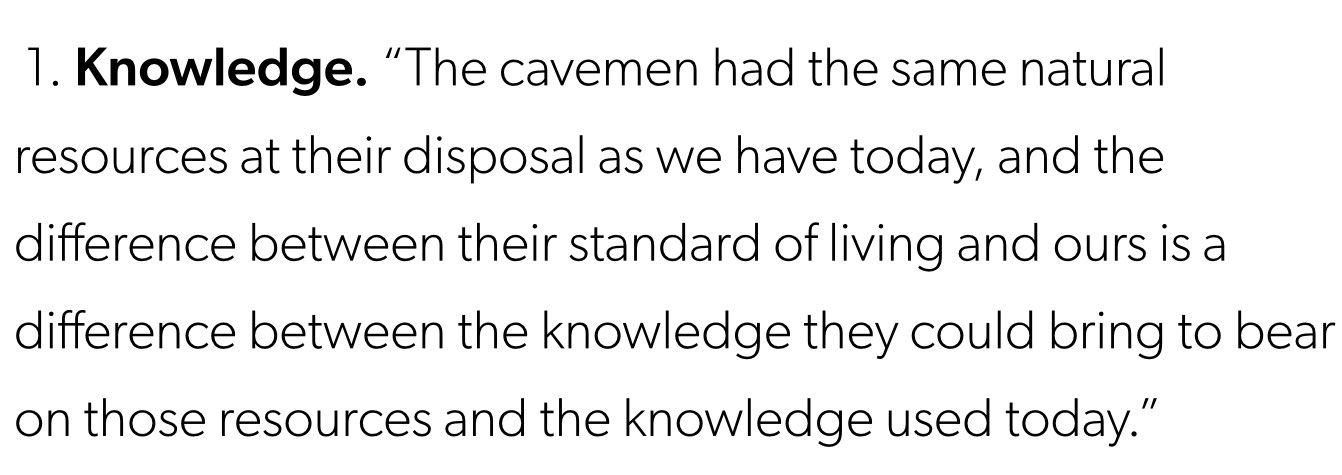 1. Knowledge. “The cavemen had the same natural
resources at their disposal as we have today, and the
difference between their standard of living and ours is a
difference between the knowledge they could bring to bear
on those resources and the knowledge used today.”